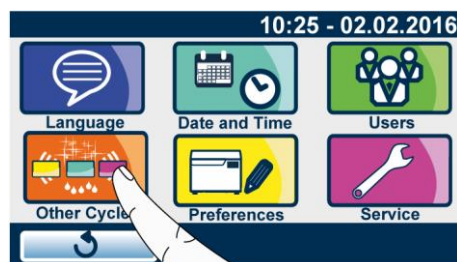 10:25 - 02.02.2016
Language Date and Time Users
Other Cycle Preferences Service